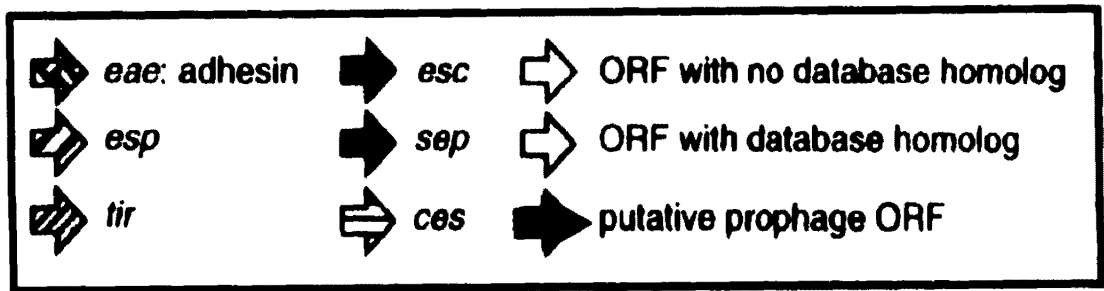 eae: adhesin esc ORF with no database homolog
esp sep ORF with database homolog
tir ces putative prophage ORF